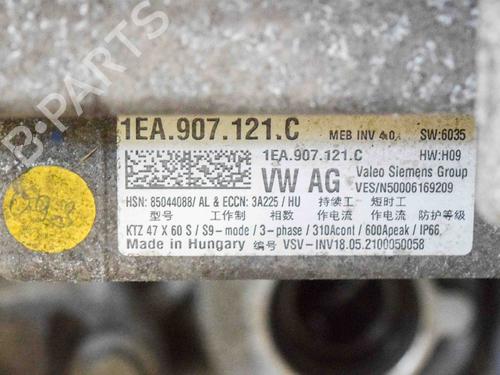 1EA.907.121.C MEB INV 4.0. SW:6035
1EA.907.121.C HW:H09
VW AG Valeo Siemens Group
VES/N50006169209
HSN: 85044088/ AL & ECCN: 3A225 / HU 持续工 短时工
型号 工作制 相数 作电流 作电流 防护等级
KTZ 47 X 60 S / S9-mode / 3-phase / 310Acont / 600Apeak / IP66
Made in Hungary 编号 VSV-INV18.05.2100050058
B-PARTS